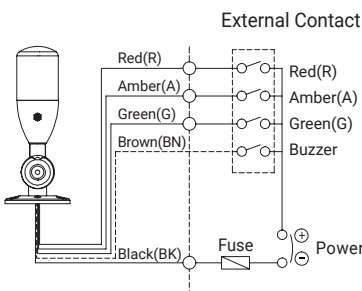 External Contact
Red(R)
Red(R)
Amber(A)
Amber(A)
Green(G)
Green(G)
Brown(BN)
Buzzer
Black(BK)
Fuse
+
Power
−